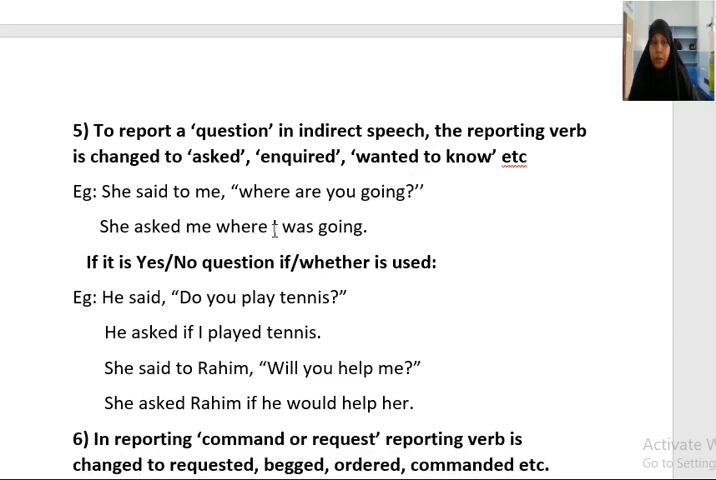 5) To report a ‘question’ in indirect speech, the reporting verb
is changed to ‘asked’, ‘enquired’, ‘wanted to know’ etc
Eg: She said to me, “where are you going?’’
She asked me where I was going.
If it is Yes/No question if/whether is used:
Eg: He said, “Do you play tennis?”
He asked if I played tennis.
She said to Rahim, “Will you help me?”
She asked Rahim if he would help her.
6) In reporting ‘command or request’ reporting verb is
changed to requested, begged, ordered, commanded etc.
Activate W
Go to Setting